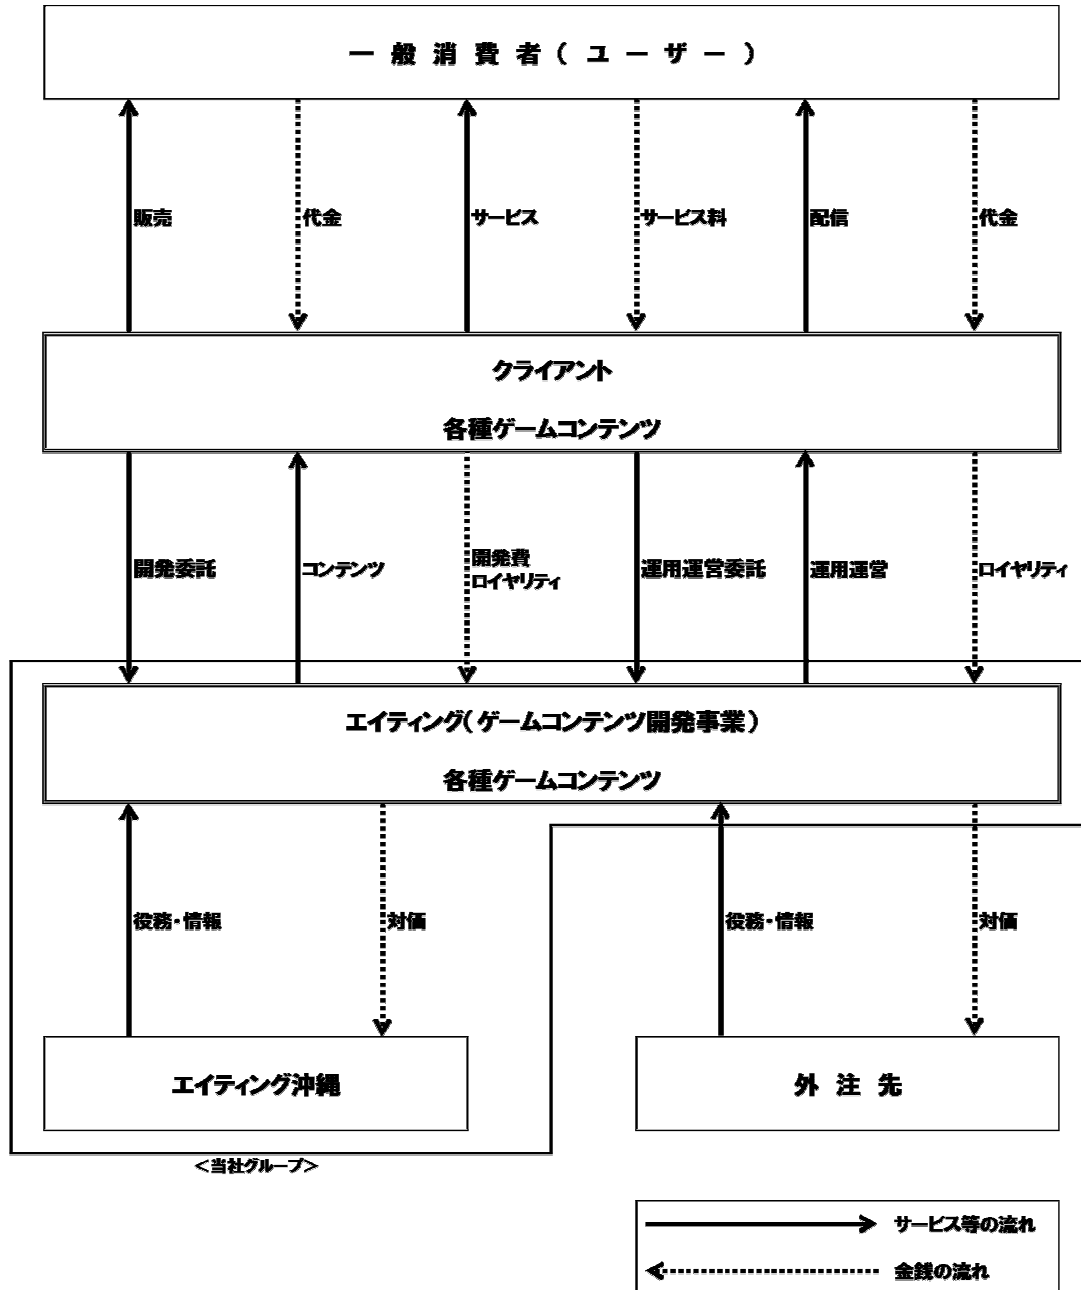 一般消費者(ユーザー)
販売
代金
サービス
サービス料
配信
代金
クライアント
各種ゲームコンテンツ
開発委託
コンテンツ
開発費
ロイヤリティ
運用運営委託
運用運営
ロイヤリティ
エイティング(ゲームコンテンツ開発事業)
各種ゲームコンテンツ
役務・情報
対価
役務・情報
対価
エイティング沖縄
外注先
<当社グループ>
サービス等の流れ
金銭の流れ